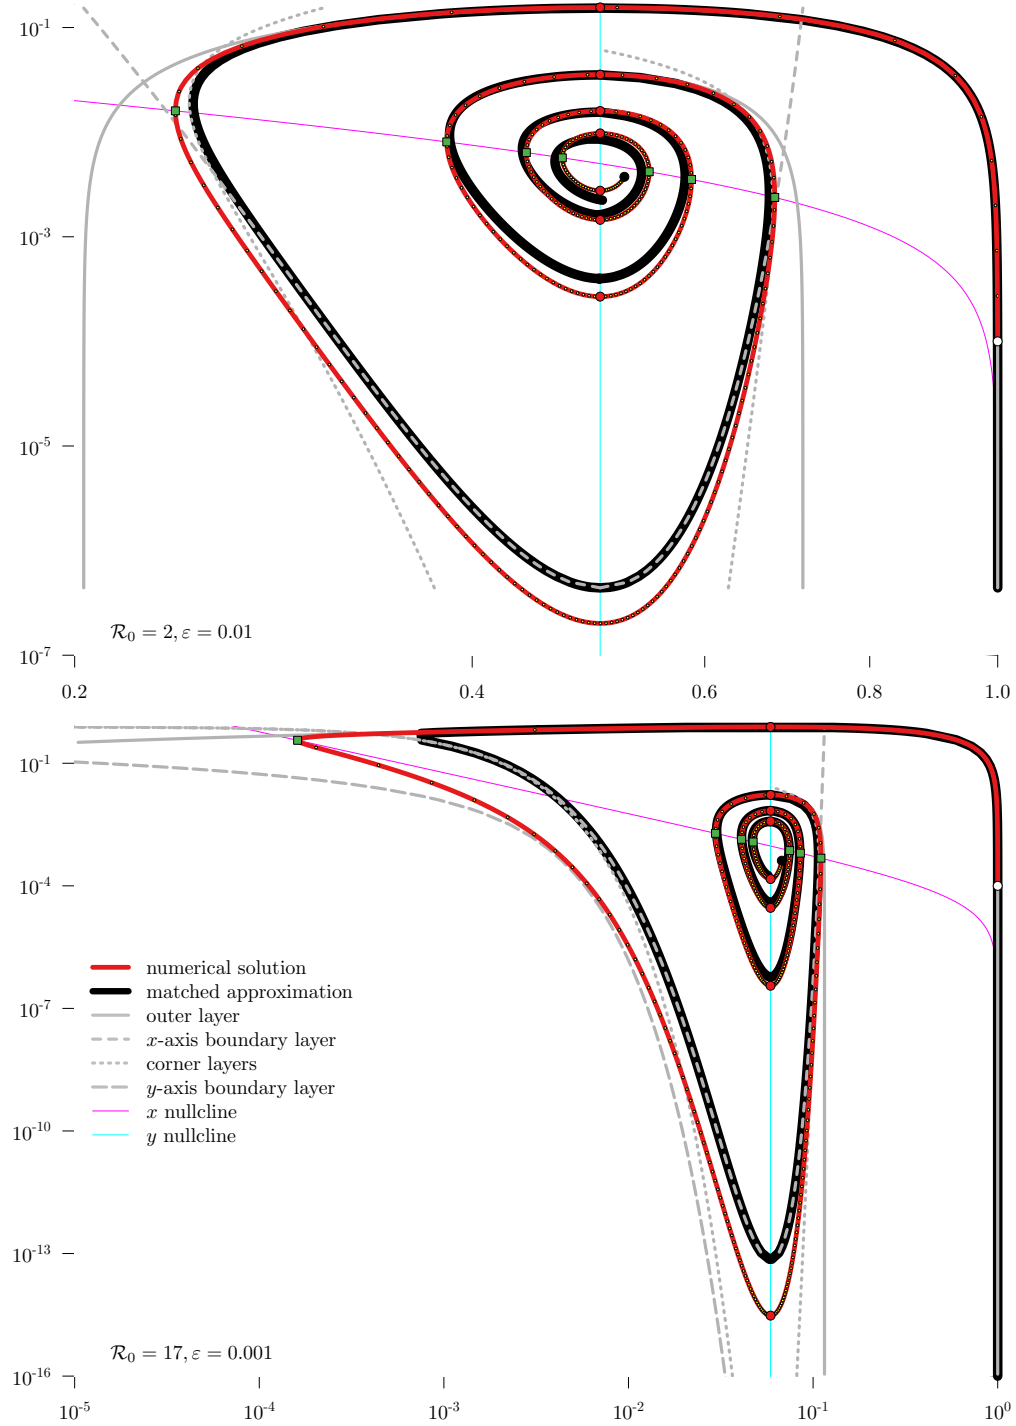 10^-1
10^-3
10^-5
10^-7
ℛ₀ = 2, ε = 0.01
0.2 0.4 0.6 0.8 1.0
10^-1
10^-4
10^-7
10^-10
10^-13
10^-16
numerical solution
matched approximation
outer layer
x-axis boundary layer
corner layers
y-axis boundary layer
x nullcline
y nullcline
ℛ₀ = 17, ε = 0.001
10^-5 10^-4 10^-3 10^-2 10^-1 10^0